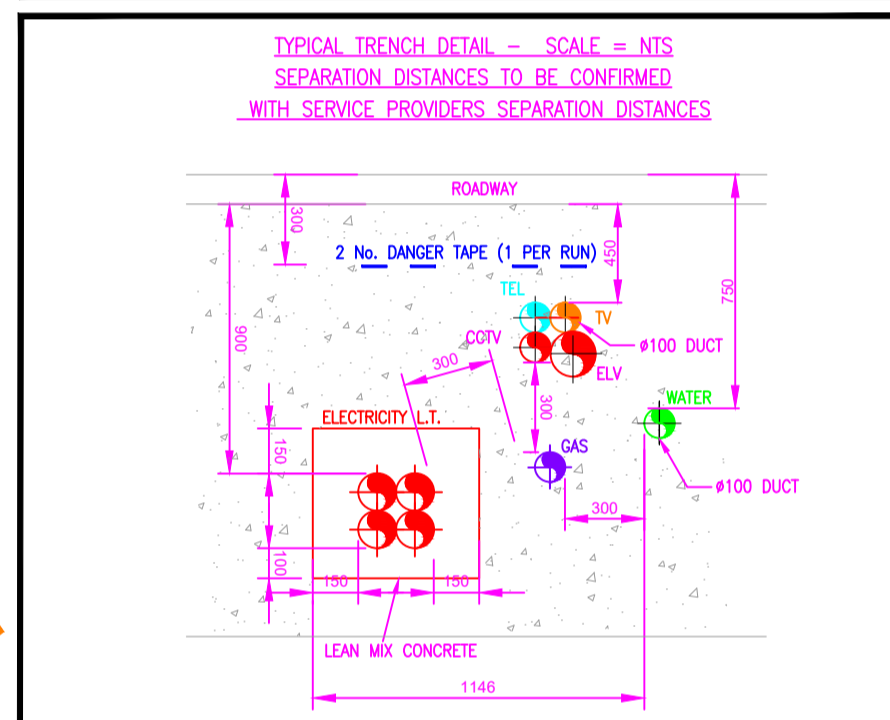 TYPICAL TRENCH DETAIL – SCALE = NTS
SEPARATION DISTANCES TO BE CONFIRMED
WITH SERVICE PROVIDERS SEPARATION DISTANCES
ROADWAY
300
450
750
2 No. DANGER TAPE (1 PER RUN)
TEL
TV
900
CCTV
ø100 DUCT
300
ELV
300
WATER
ELECTRICITY L.T.
150
GAS
ø100 DUCT
300
100
150
150
LEAN MIX CONCRETE
1146